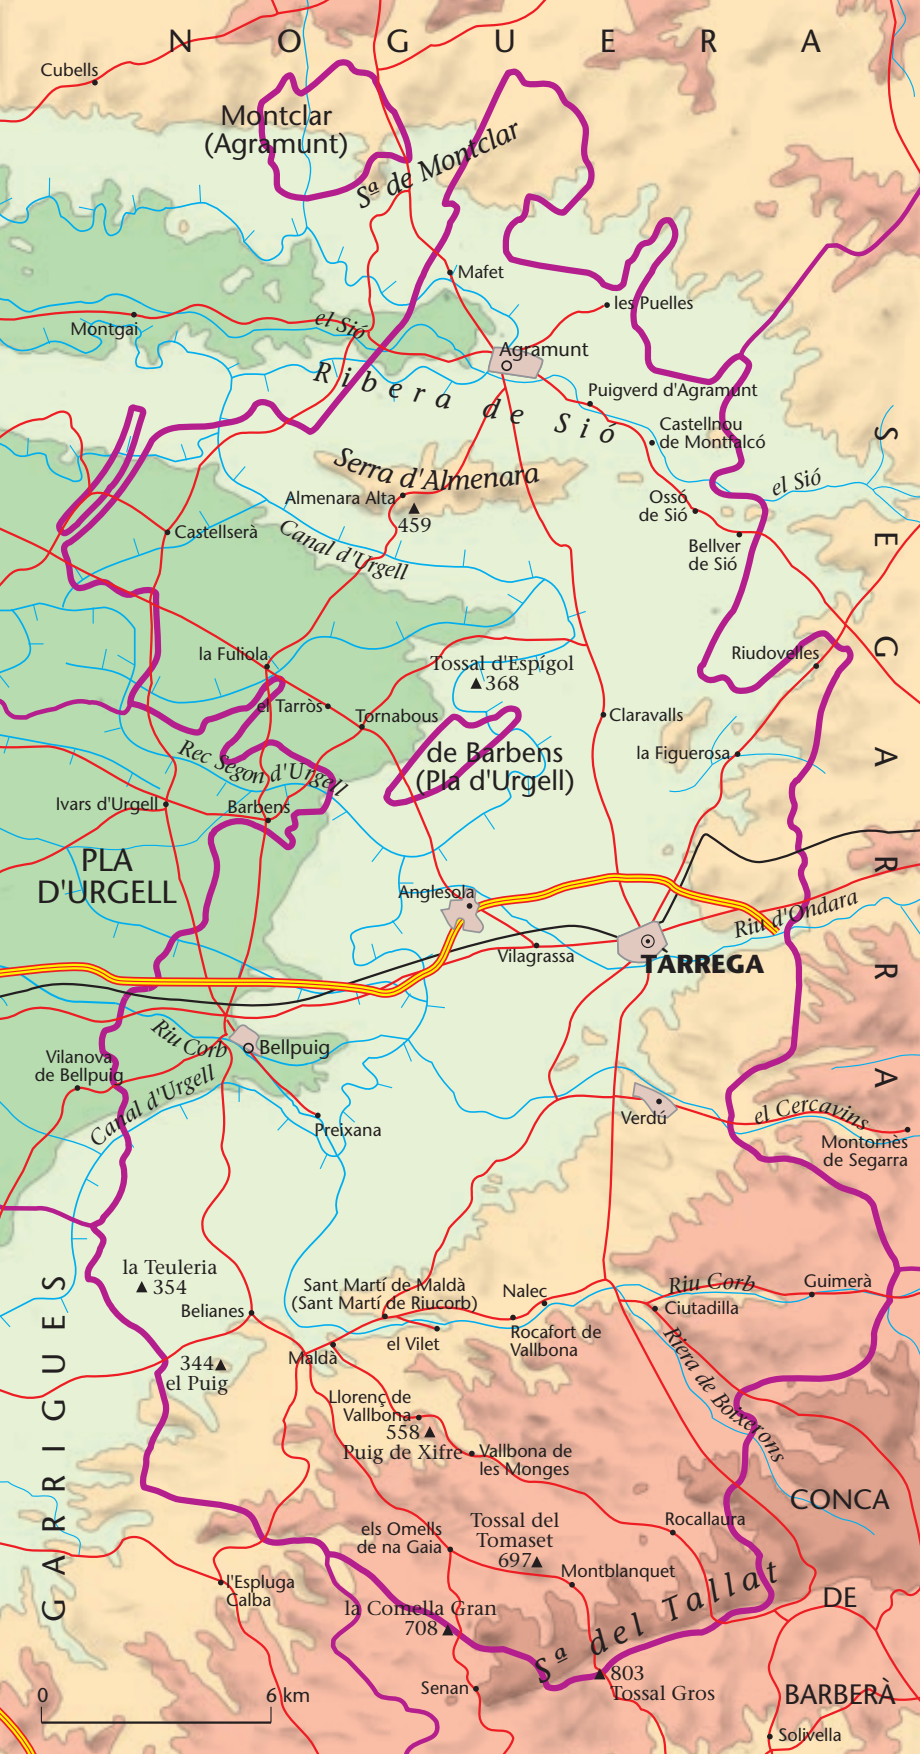 NOGUERA
Cubells
Montclar
(Agramunt)
Sª de Montclar
Mafet
les Puelles
Montgai
el Sió
Agramunt
Ribera de Sió
Puigverd d'Agramunt
Castellnou
de Montfalcó
Serra d'Almenara
Almenara Alta
459
el Sió
Ossó
de Sió
Castellserà
Canal d'Urgell
Bellver
de Sió
SEGARRA
la Fuliola
Tossal d'Espígol
368
Riudovelles
el Tarròs
Tornabous
Claravalls
de Barbens
(Pla d'Urgell)
la Figuerosa
Rec Segon d'Urgell
Ivars d'Urgell
Barbens
PLA
D'URGELL
Anglesola
Riu d'Ondara
Vilagrassa
TÀRREGA
Riu Corb
Bellpuig
Vilanova
de Bellpuig
Canal d'Urgell
Preixana
Verdú
el Cercavins
Montornès
de Segarra
la Teuleria
354
Belianes
Sant Martí de Maldà
(Sant Martí de Riucorb)
Nalec
Riu Corb
Guimerà
Ciutadilla
el Vilet
Rocafort de
Vallbona
Maldà
344
el Puig
Riera de Boixerons
GARRIGUES
Llorenç de
Vallbona
558
Puig de Xifre
Vallbona de
les Monges
CONCA
DE
BARBERÀ
Rocallaura
els Omells
de na Gaia
Tossal del
Tomaset
697
Montblanquet
l'Espluga
Calba
la Comella Gran
708
Sª del Tallat
803
Tossal Gros
Senan
0 6 km
Solivella